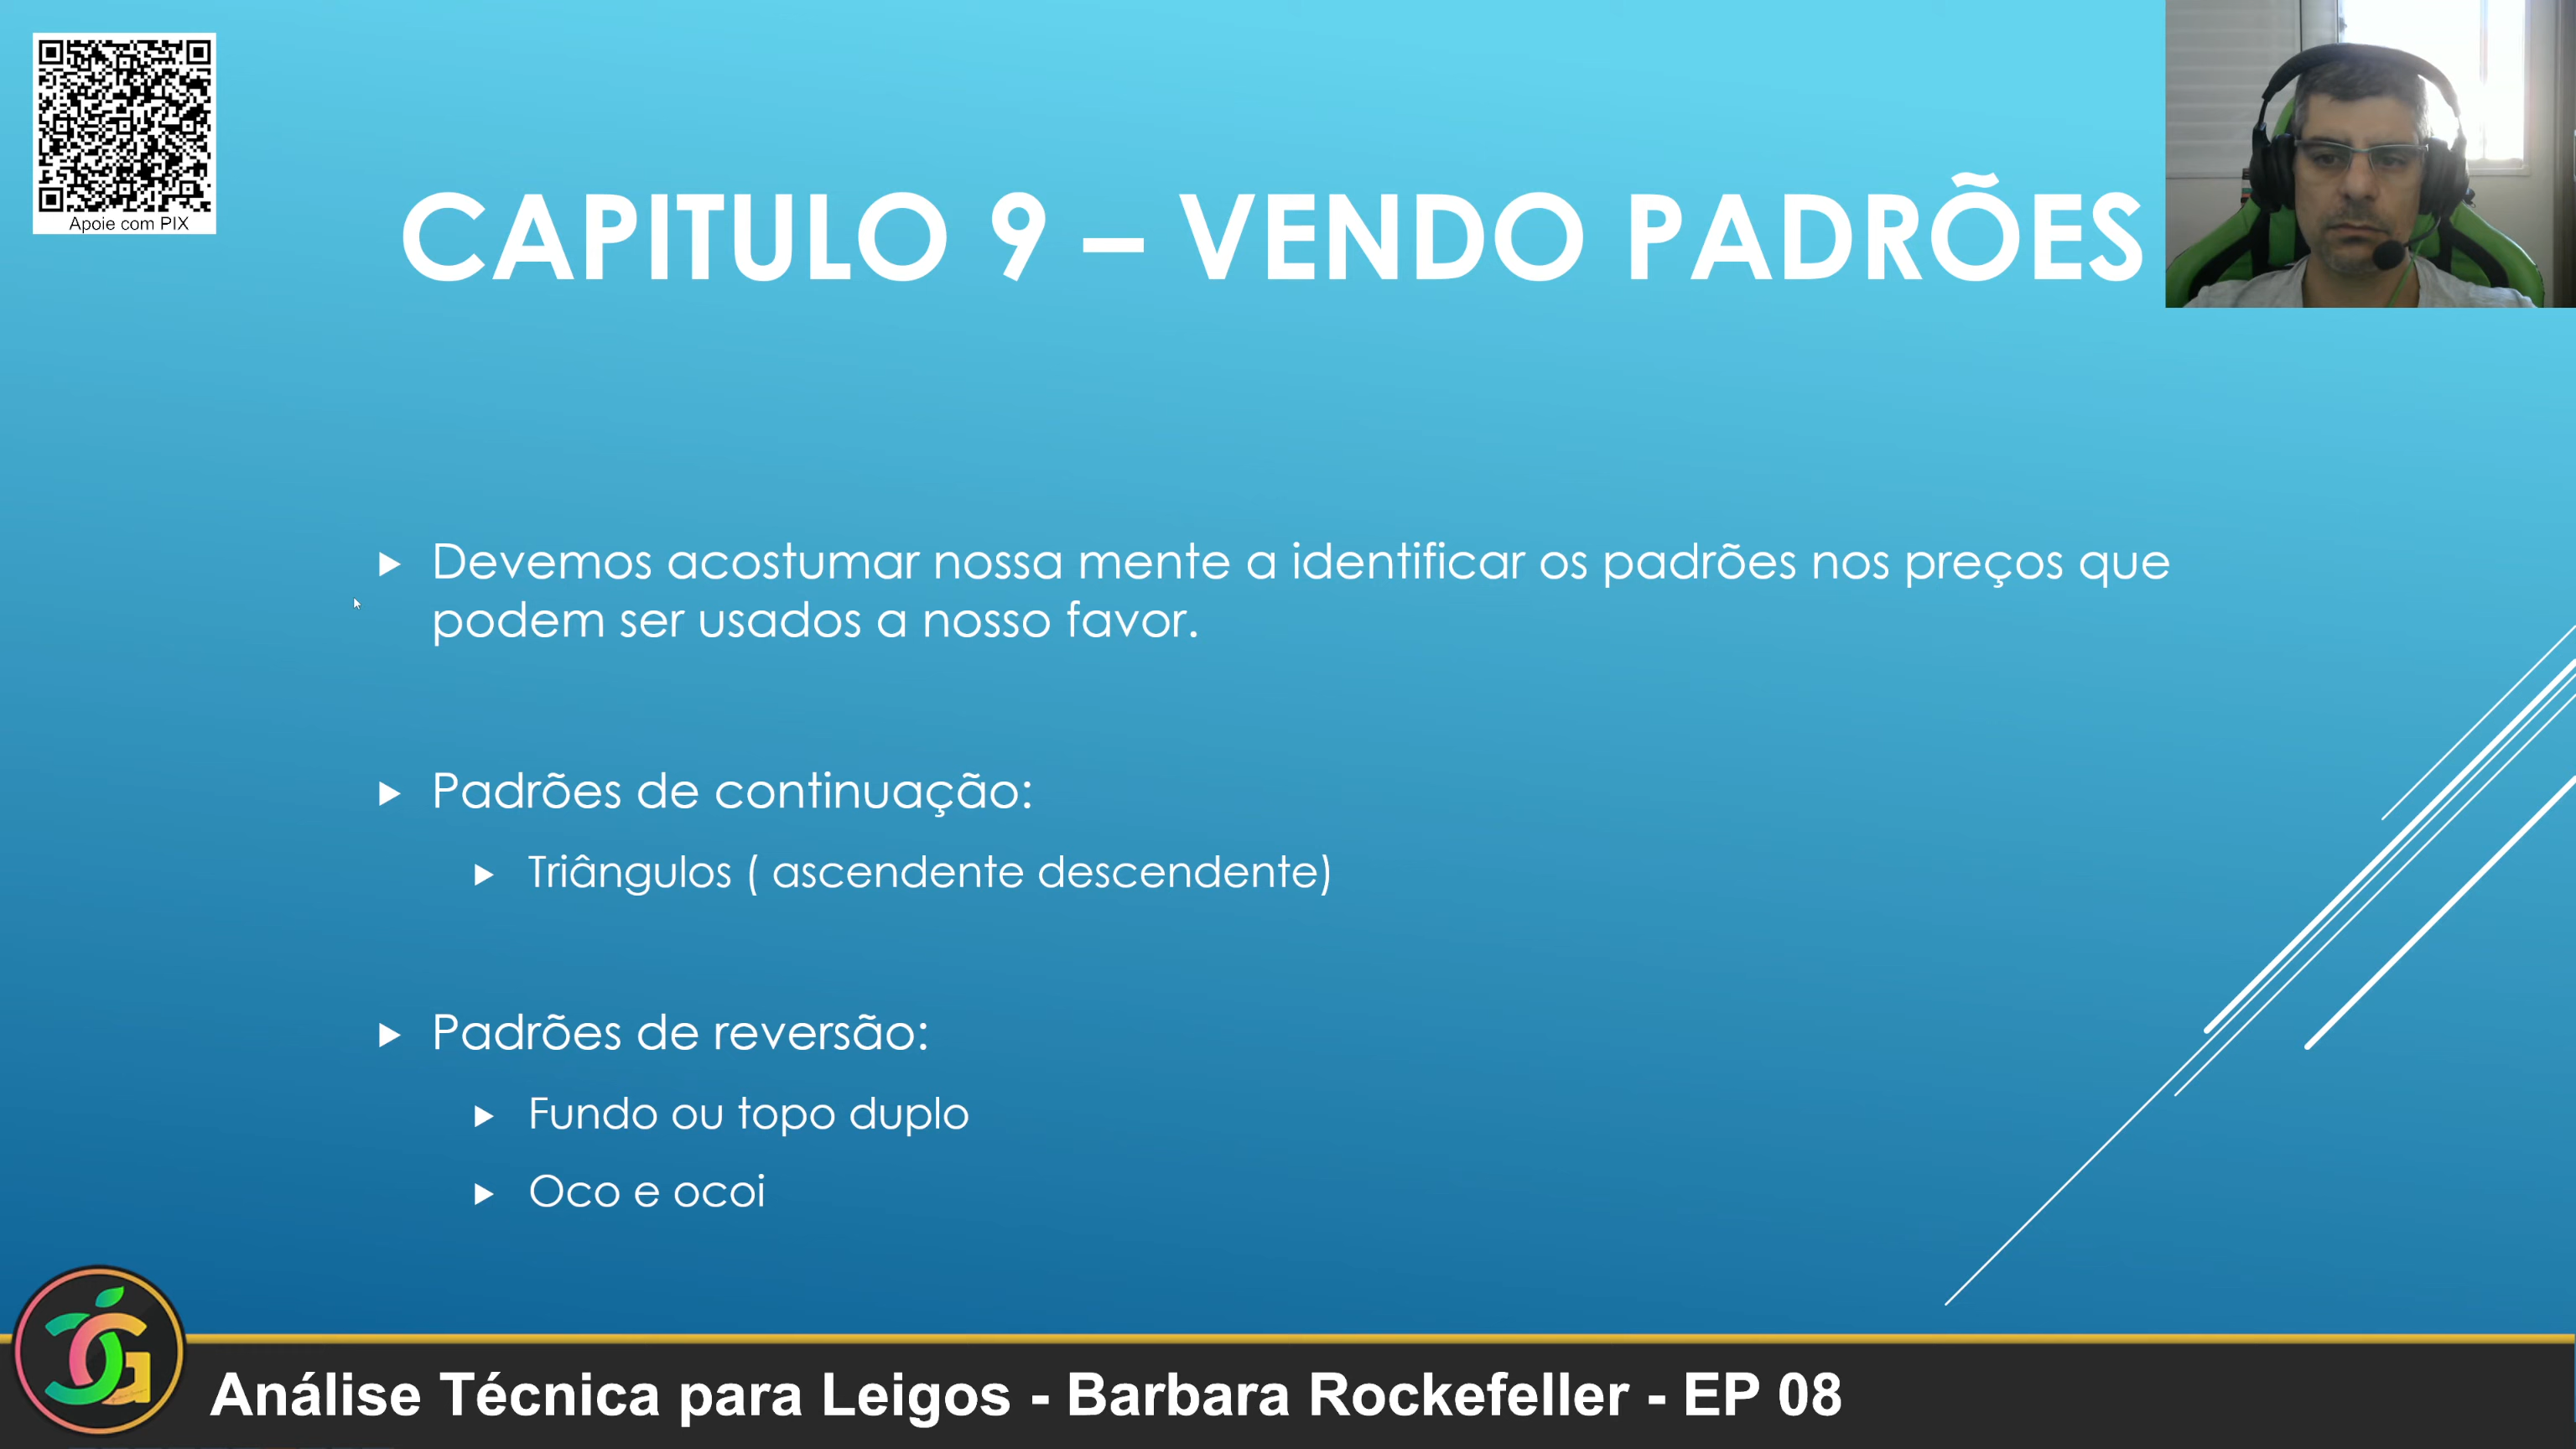 Apoie com PIX
CAPITULO 9 – VENDO PADRÕES
Devemos acostumar nossa mente a identificar os padrões nos preços que
podem ser usados a nosso favor.
Padrões de continuação:
Triângulos ( ascendente descendente)
Padrões de reversão:
Fundo ou topo duplo
Oco e ocoi
Análise Técnica para Leigos - Barbara Rockefeller - EP 08